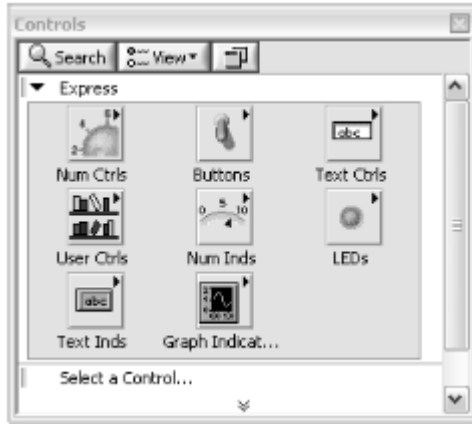 Controls
Search View
Express
Num Ctrls Buttons Text Ctrls
User Ctrls Num Inds LEDs
Text Inds Graph Indicat...
Select a Control...